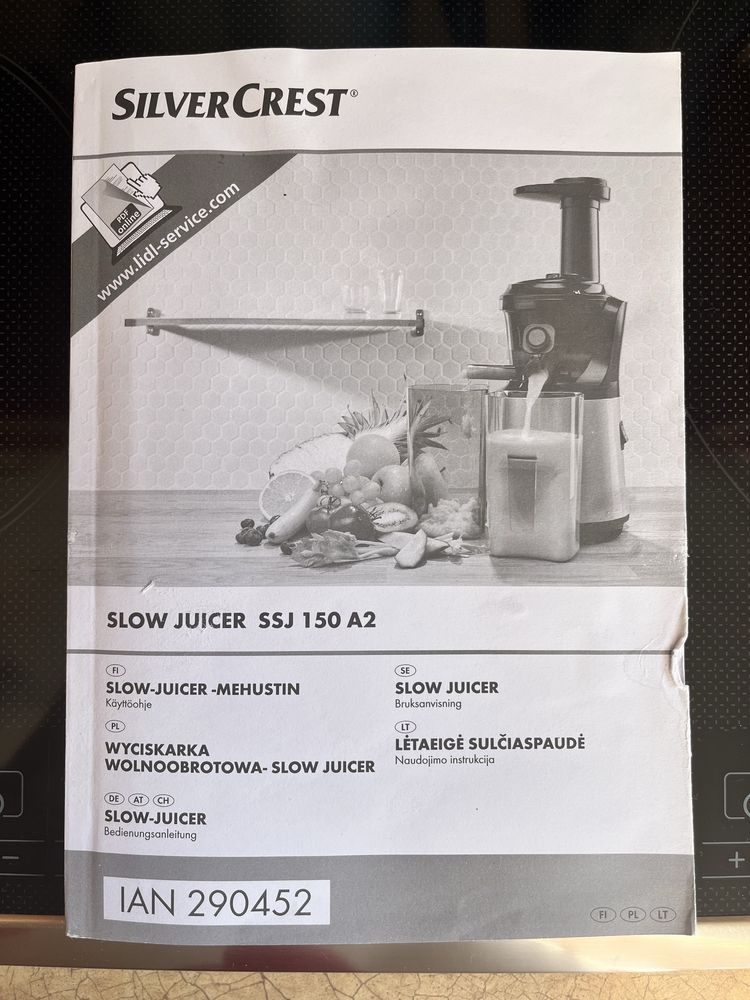 SILVERCREST®
PDF
online
www.lidl-service.com
SLOW JUICER SSJ 150 A2
FI
SLOW-JUICER -MEHUSTIN
Käyttöohje
SE
SLOW JUICER
Bruksanvisning
PL
WYCISKARKA
WOLNOOBROTOWA- SLOW JUICER
LT
LĖTAEIGĖ SULČIASPAUDĖ
Naudojimo instrukcija
DE AT CH
SLOW-JUICER
Bedienungsanleitung
IAN 290452
FI PL LT